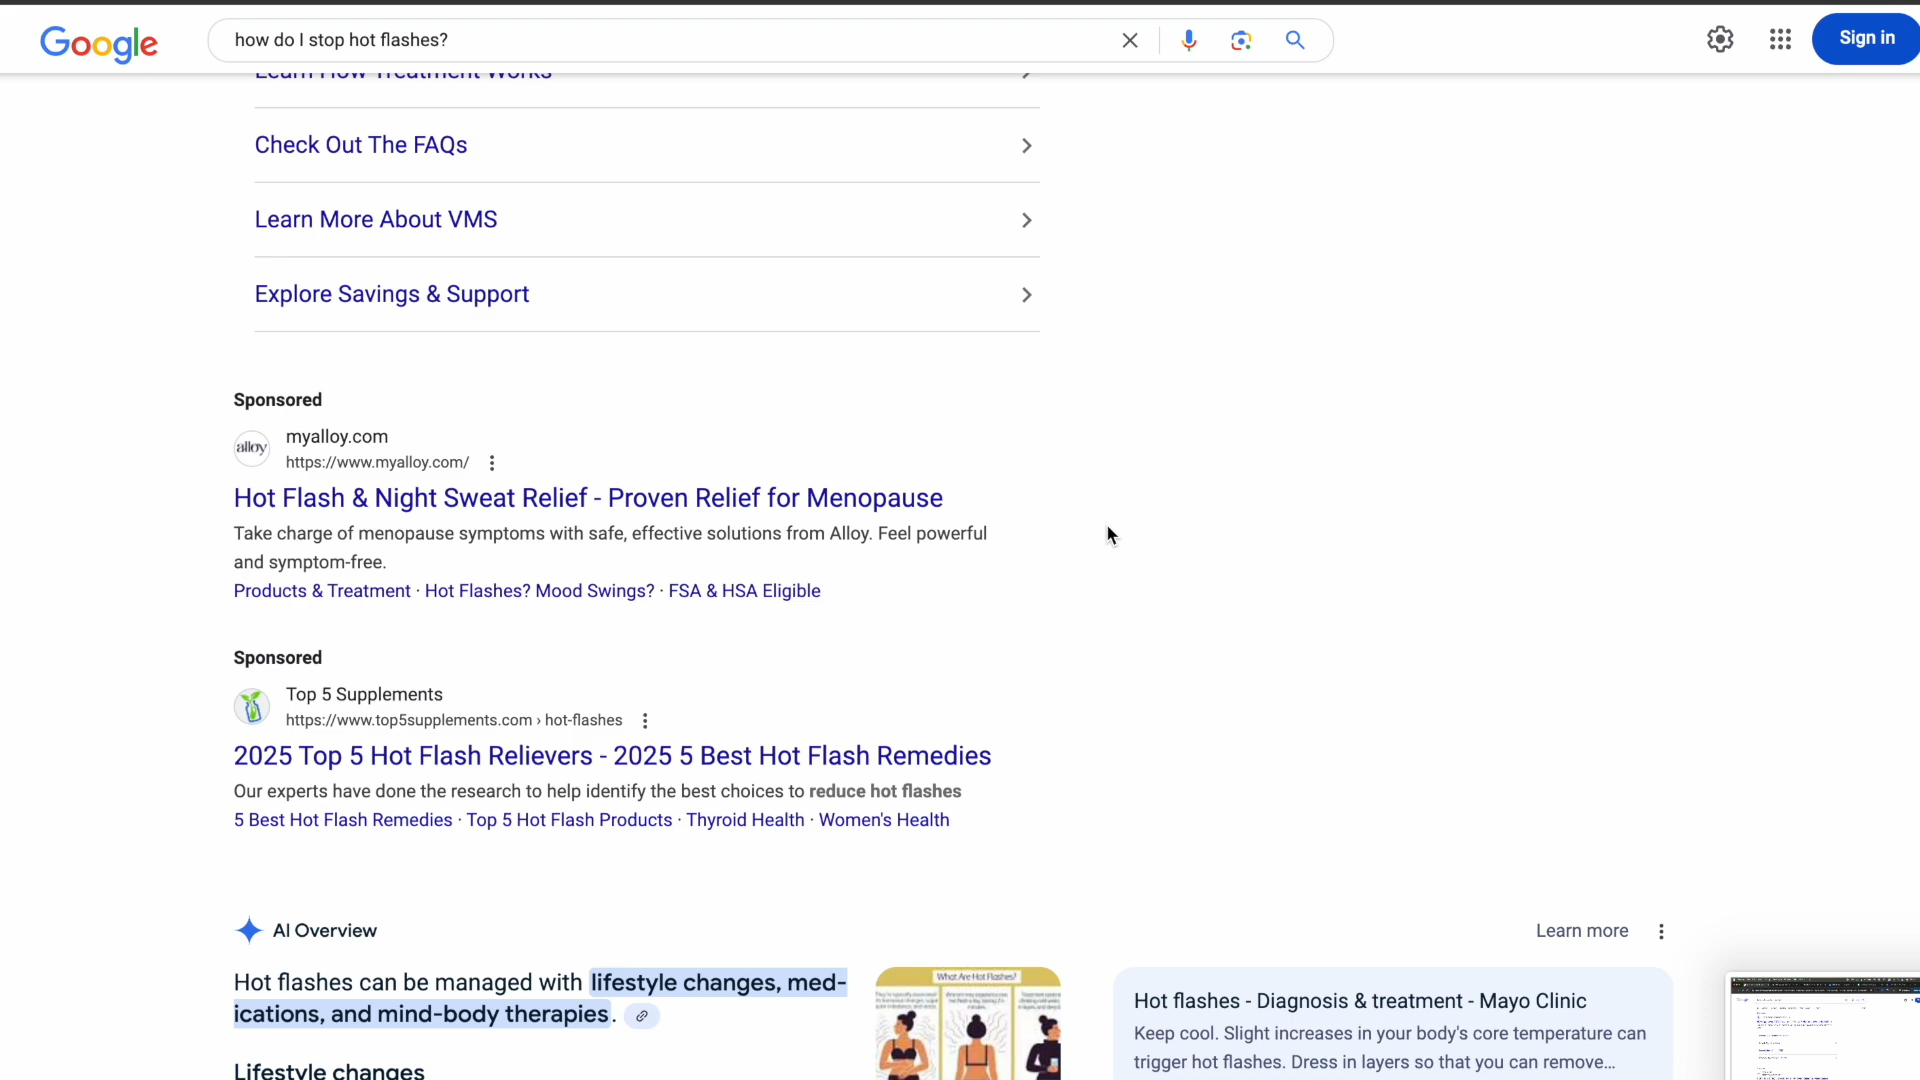 Google
how do I stop hot flashes?
Sign in
Learn How Treatment Works
Check Out The FAQs
Learn More About VMS
Explore Savings & Support
Sponsored
alloy
myalloy.com
https://www.myalloy.com/
Hot Flash & Night Sweat Relief - Proven Relief for Menopause
Take charge of menopause symptoms with safe, effective solutions from Alloy. Feel powerful
and symptom-free.
Products & Treatment · Hot Flashes? Mood Swings? · FSA & HSA Eligible
Sponsored
Top 5 Supplements
https://www.top5supplements.com › hot-flashes
2025 Top 5 Hot Flash Relievers - 2025 5 Best Hot Flash Remedies
Our experts have done the research to help identify the best choices to reduce hot flashes
5 Best Hot Flash Remedies · Top 5 Hot Flash Products · Thyroid Health · Women's Health
AI Overview
Learn more
Hot flashes can be managed with lifestyle changes, med-
ications, and mind-body therapies.
Lifestyle changes
What Are Hot Flashes?
Hot flashes - Diagnosis & treatment - Mayo Clinic
Keep cool. Slight increases in your body's core temperature can
trigger hot flashes. Dress in layers so that you can remove...